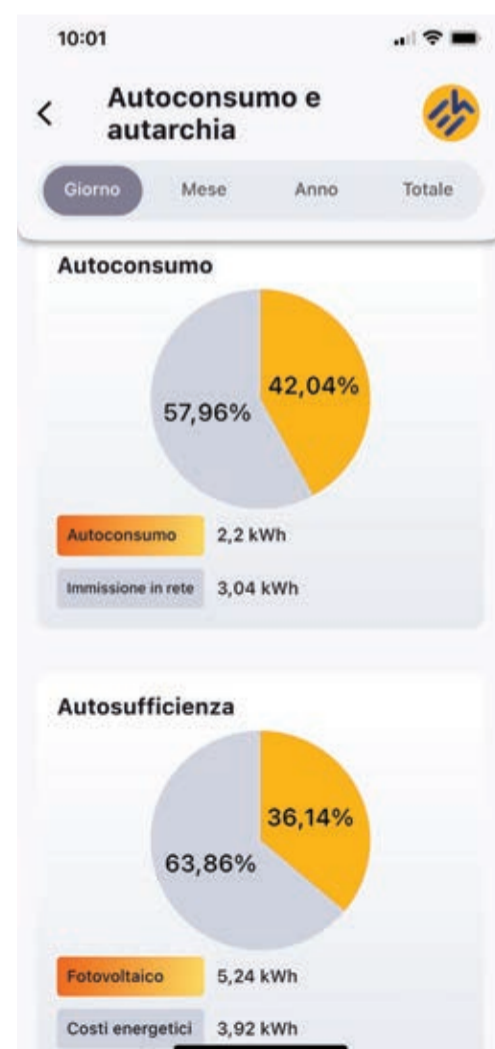 10:01
Autoconsumo e
autarchia
Giorno Mese Anno Totale
Autoconsumo
42,04%
57,96%
Autoconsumo 2,2 kWh
Immissione in rete 3,04 kWh
Autosufficienza
36,14%
63,86%
Fotovoltaico 5,24 kWh
Costi energetici 3,92 kWh